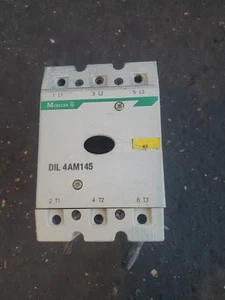 1 L1 3 L2 5 L3
MOELLER
DIL 4AM145
2 T1 4 T2 6 T3